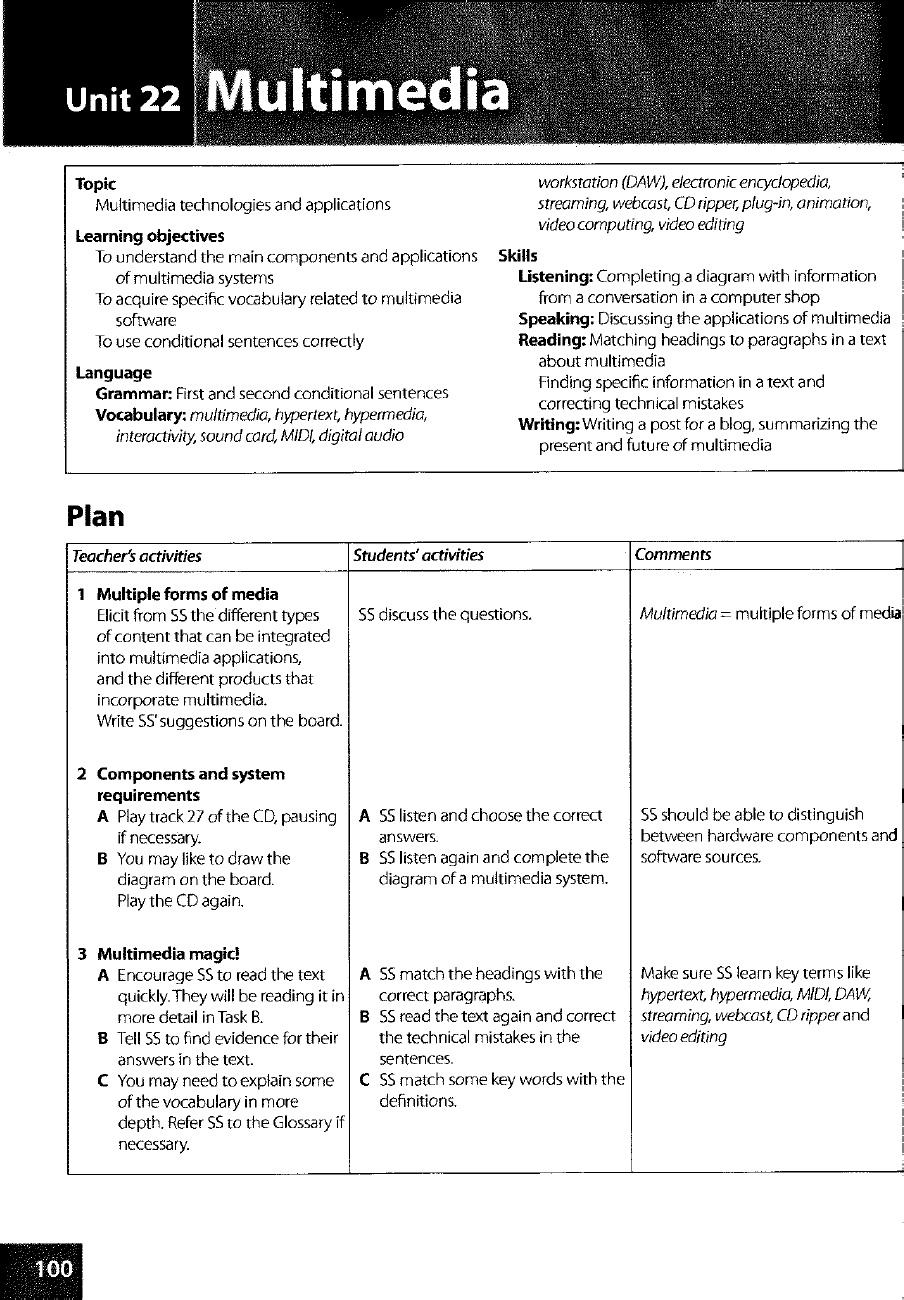 Unit 22 Multimedia
Topic
Multimedia technologies and applications
Learning objectives
To understand the main components and applications
of multimedia systems
To acquire specific vocabulary related to multimedia
software
To use conditional sentences correctly
Language
Grammar: First and second conditional sentences
Vocabulary: multimedia, hypertext, hypermedia,
interactivity, sound card, MIDI, digital audio
workstation (DAW), electronic encyclopedia,
streaming, webcast, CD ripper, plug-in, animation,
video computing, video editing
Skills
Listening: Completing a diagram with information
from a conversation in a computer shop
Speaking: Discussing the applications of multimedia
Reading: Matching headings to paragraphs in a text
about multimedia
Finding specific information in a text and
correcting technical mistakes
Writing: Writing a post for a blog, summarizing the
present and future of multimedia
Plan
Teacher's activities
Students' activities
Comments
1 Multiple forms of media
Elicit from SS the different types
of content that can be integrated
into multimedia applications,
and the different products that
incorporate multimedia.
Write SS' suggestions on the board.
SS discuss the questions.
Multimedia = multiple forms of media
2 Components and system
requirements
A Play track 27 of the CD, pausing
if necessary.
B You may like to draw the
diagram on the board.
Play the CD again.
A SS listen and choose the correct
answers.
B SS listen again and complete the
diagram of a multimedia system.
SS should be able to distinguish
between hardware components and
software sources.
3 Multimedia magic!
A Encourage SS to read the text
quickly. They will be reading it in
more detail in Task B.
B Tell SS to find evidence for their
answers in the text.
C You may need to explain some
of the vocabulary in more
depth. Refer SS to the Glossary if
necessary.
A SS match the headings with the
correct paragraphs.
B SS read the text again and correct
the technical mistakes in the
sentences.
C SS match some key words with the
definitions.
Make sure SS learn key terms like
hypertext, hypermedia, MIDI, DAW,
streaming, webcast, CD ripper and
video editing
100